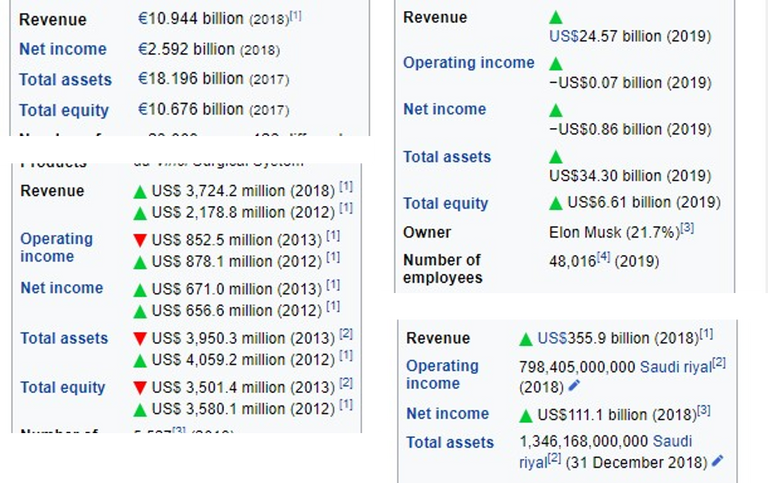 Revenue €10.944 billion (2018)[1]
Net income €2.592 billion (2018)
Total assets €18.196 billion (2017)
Total equity €10.676 billion (2017)
Products da Vinci Surgical System
Revenue ▲ US$ 3,724.2 million (2018) [1]
▲ US$ 2,178.8 million (2012) [1]
Operating income ▼ US$ 852.5 million (2013) [1]
▲ US$ 878.1 million (2012) [1]
Net income ▲ US$ 671.0 million (2013) [1]
▲ US$ 656.6 million (2012) [1]
Total assets ▼ US$ 3,950.3 million (2013) [2]
▲ US$ 4,059.2 million (2012) [1]
Total equity ▼ US$ 3,501.4 million (2013) [2]
▲ US$ 3,580.1 million (2012) [1]
Number of
Revenue ▲
US$24.57 billion (2019)
Operating income ▲
−US$0.07 billion (2019)
Net income ▲
−US$0.86 billion (2019)
Total assets ▲
US$34.30 billion (2019)
Total equity ▲ US$6.61 billion (2019)
Owner Elon Musk (21.7%)[3]
Number of employees 48,016[4] (2019)
Revenue ▲ US$355.9 billion (2018)[1]
Operating income 798,405,000,000 Saudi riyal[2]
(2018)
Net income ▲ US$111.1 billion (2018)[3]
Total assets 1,346,168,000,000 Saudi
riyal[2] (31 December 2018)